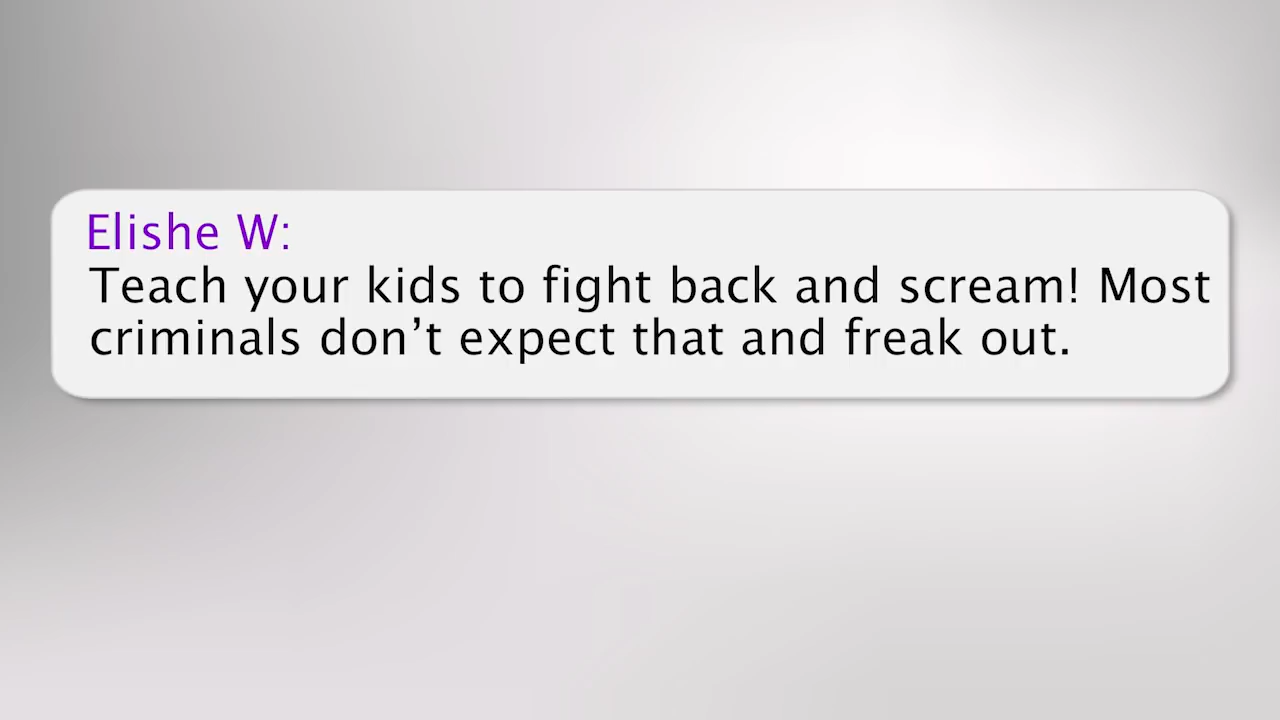 Elishe W:
Teach your kids to fight back and scream! Most
criminals don’t expect that and freak out.